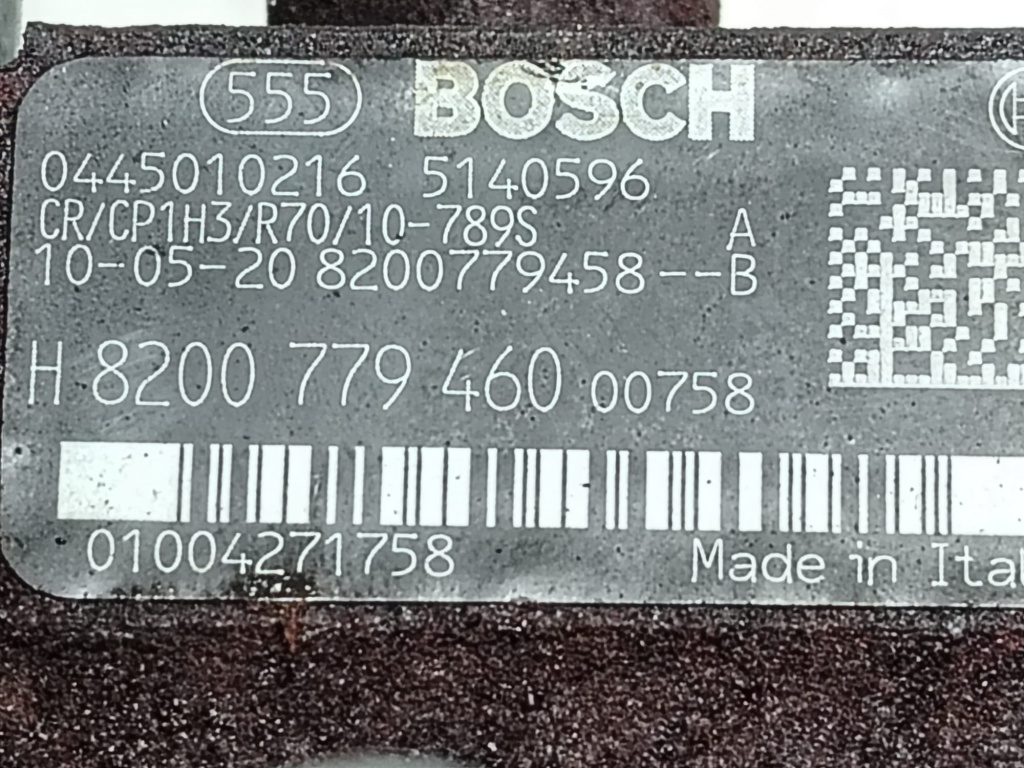 555 BOSCH
0445010216 5140596
CR/CP1H3/R70/10-789S A
10-05-20 8200779458--B
H 8200 779 460 00758
01004271758
Made in Ital